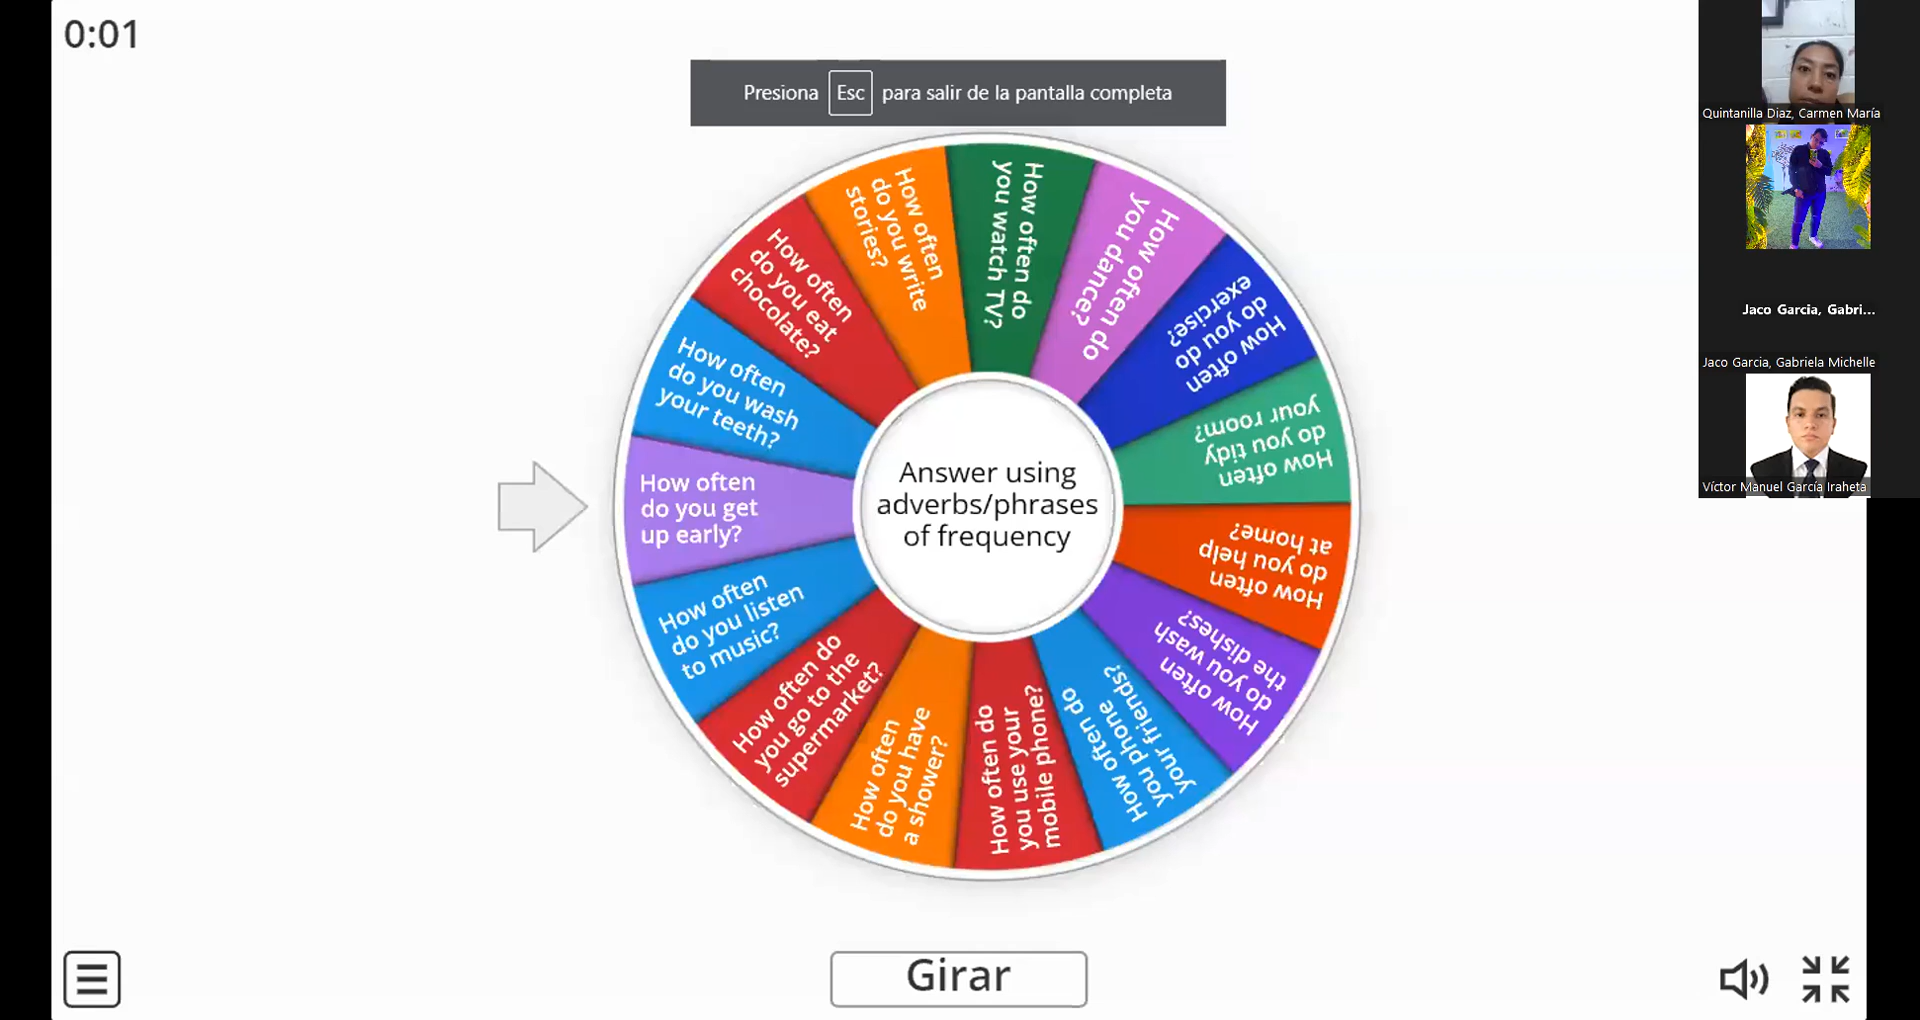 0:01
Presiona Esc para salir de la pantalla completa
How often do
you watch TV?
How often do
you dance?
How often
do you do
exercise?
How often
do you tidy
your room?
How often
do you help
at home?
How often
do you wash
the dishes?
How often do
you phone
your friends?
How often do
you use your
mobile phone?
How often
do you have
a shower?
How often do
you go to the
supermarket?
How often
do you listen
to music?
How often
do you get
up early?
How often
do you wash
your teeth?
How often
do you eat
chocolate?
How often
do you write
stories?
Answer using
adverbs/phrases
of frequency
Girar
Quintanilla Diaz, Carmen María
Jaco Garcia, Gabri...
Jaco Garcia, Gabriela Michelle
Víctor Manuel García Iraheta